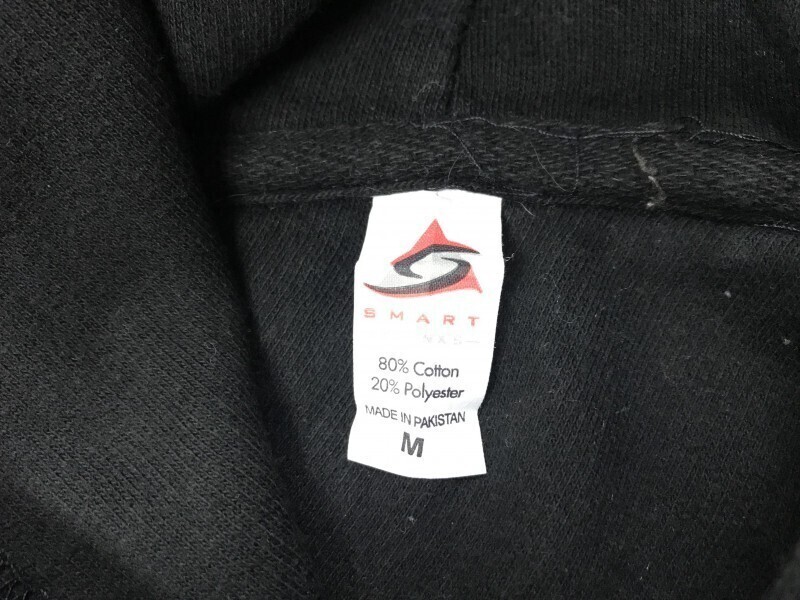 SMART
80% Cotton
20% Polyester
MADE IN PAKISTAN
M